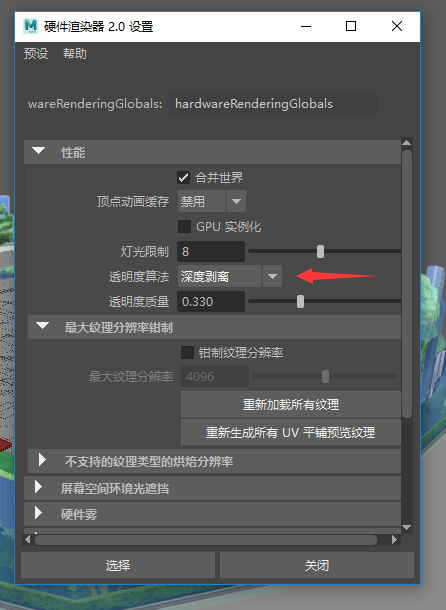 硬件渲染器 2.0 设置
预设 帮助
wareRenderingGlobals: hardwareRenderingGlobals
性能
合并世界
顶点动画缓存 禁用
GPU 实例化
灯光限制 8
透明度算法 深度剥离
透明度质量 0.330
最大纹理分辨率钳制
钳制纹理分辨率
最大纹理分辨率 4096
重新加载所有纹理
重新生成所有 UV 平铺预览纹理
不支持的纹理类型的烘焙分辨率
屏幕空间环境光遮挡
硬件雾
选择 关闭